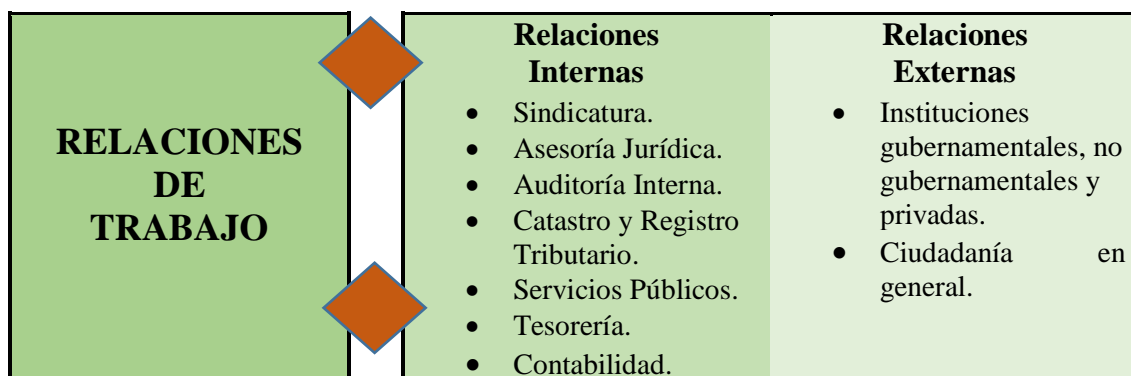 RELACIONES
DE
TRABAJO
Relaciones
Internas
• Sindicatura.
• Asesoría Jurídica.
• Auditoría Interna.
• Catastro y Registro
Tributario.
• Servicios Públicos.
• Tesorería.
• Contabilidad.
Relaciones
Externas
• Instituciones
gubernamentales, no
gubernamentales y
privadas.
• Ciudadanía en
general.